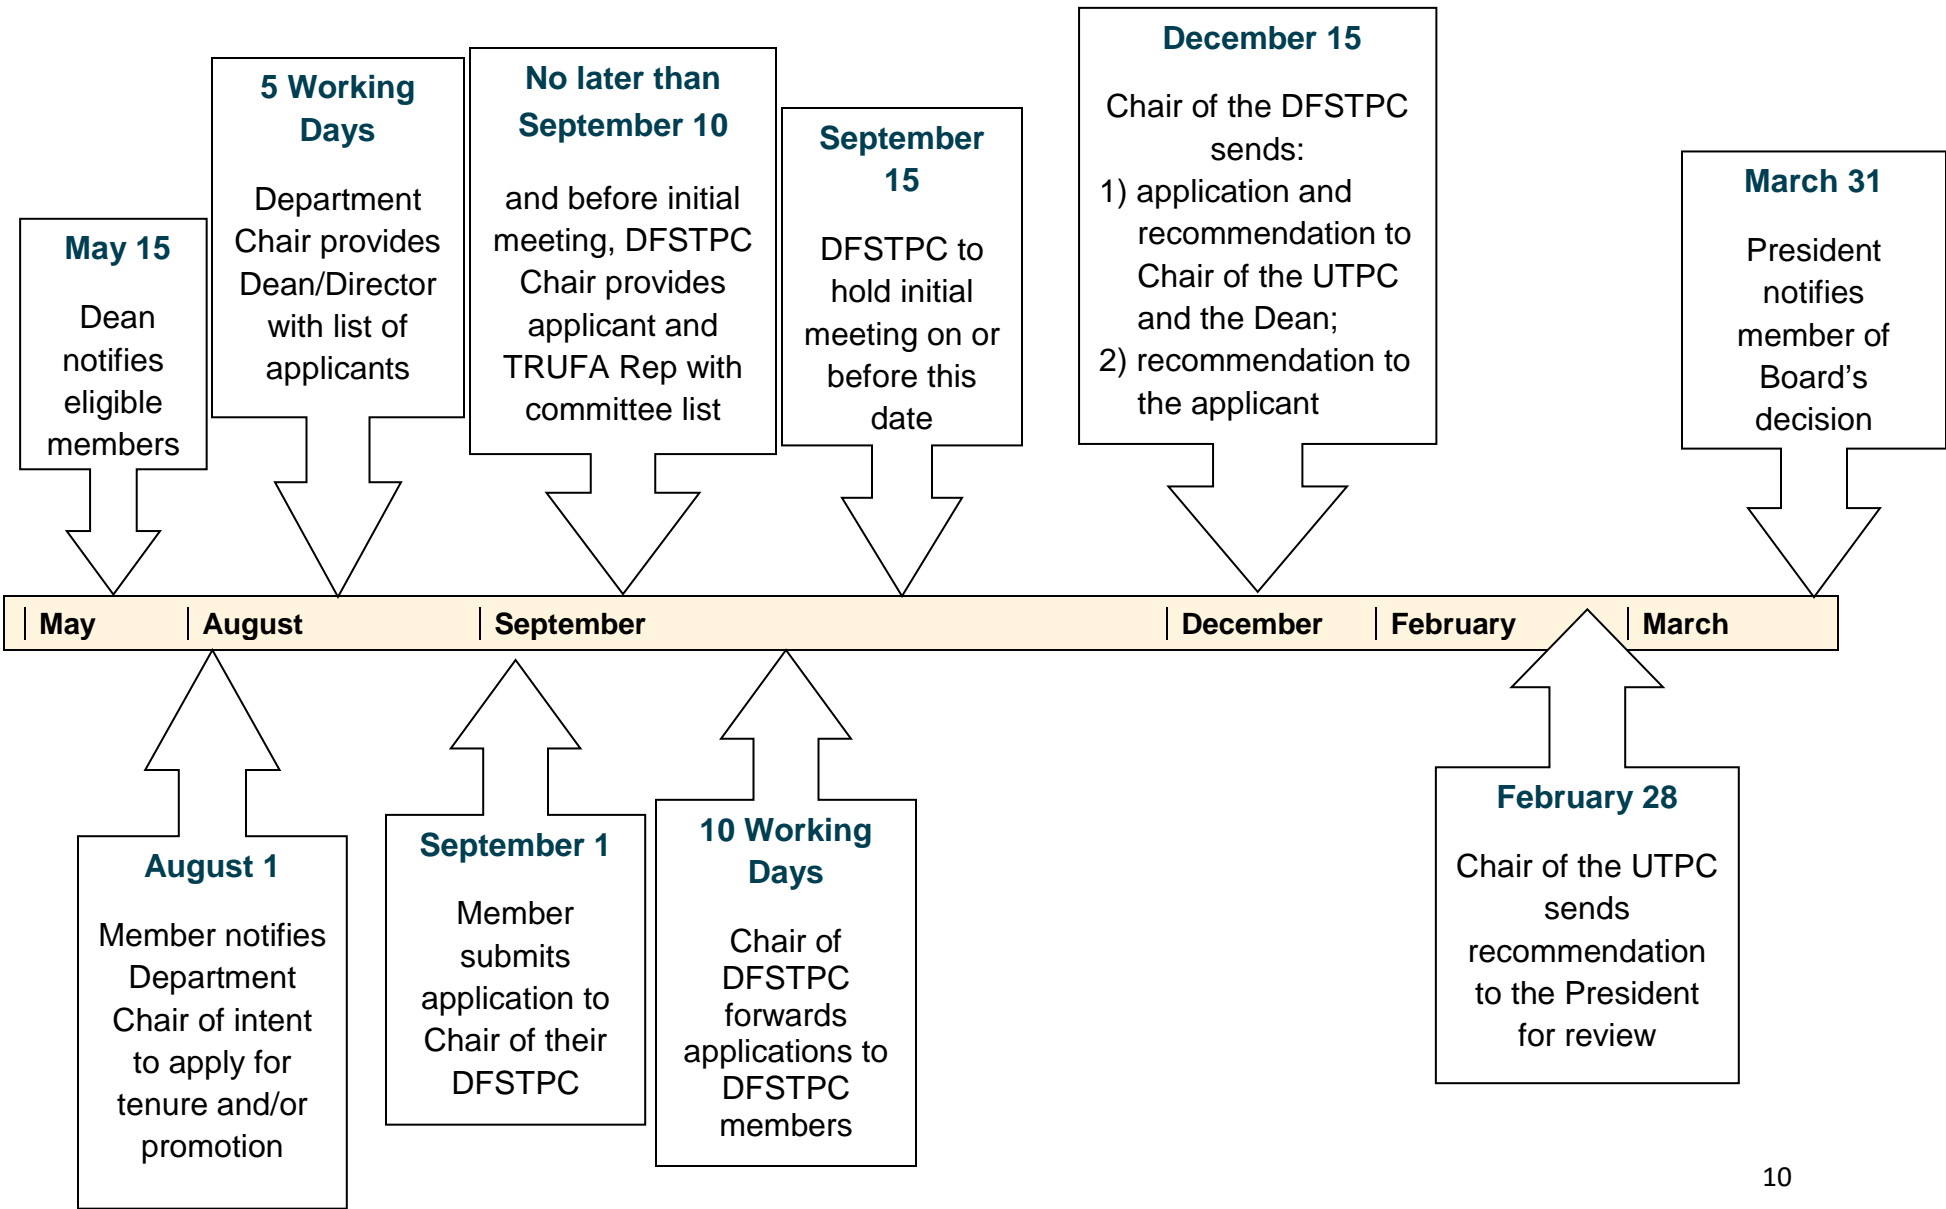 May 15
Dean
notifies
eligible
members
5 Working
Days
Department
Chair provides
Dean/Director
with list of
applicants
No later than
September 10
and before initial
meeting, DFSTPC
Chair provides
applicant and
TRUFA Rep with
committee list
September
15
DFSTPC to
hold initial
meeting on or
before this
date
December 15
Chair of the DFSTPC
sends:
1) application and
recommendation to
Chair of the UTPC
and the Dean;
2) recommendation to
the applicant
March 31
President
notifies
member of
Board’s
decision
May
August
September
December
February
March
August 1
Member notifies
Department
Chair of intent
to apply for
tenure and/or
promotion
September 1
Member
submits
application to
Chair of their
DFSTPC
10 Working
Days
Chair of
DFSTPC
forwards
applications to
DFSTPC
members
February 28
Chair of the UTPC
sends
recommendation
to the President
for review
10